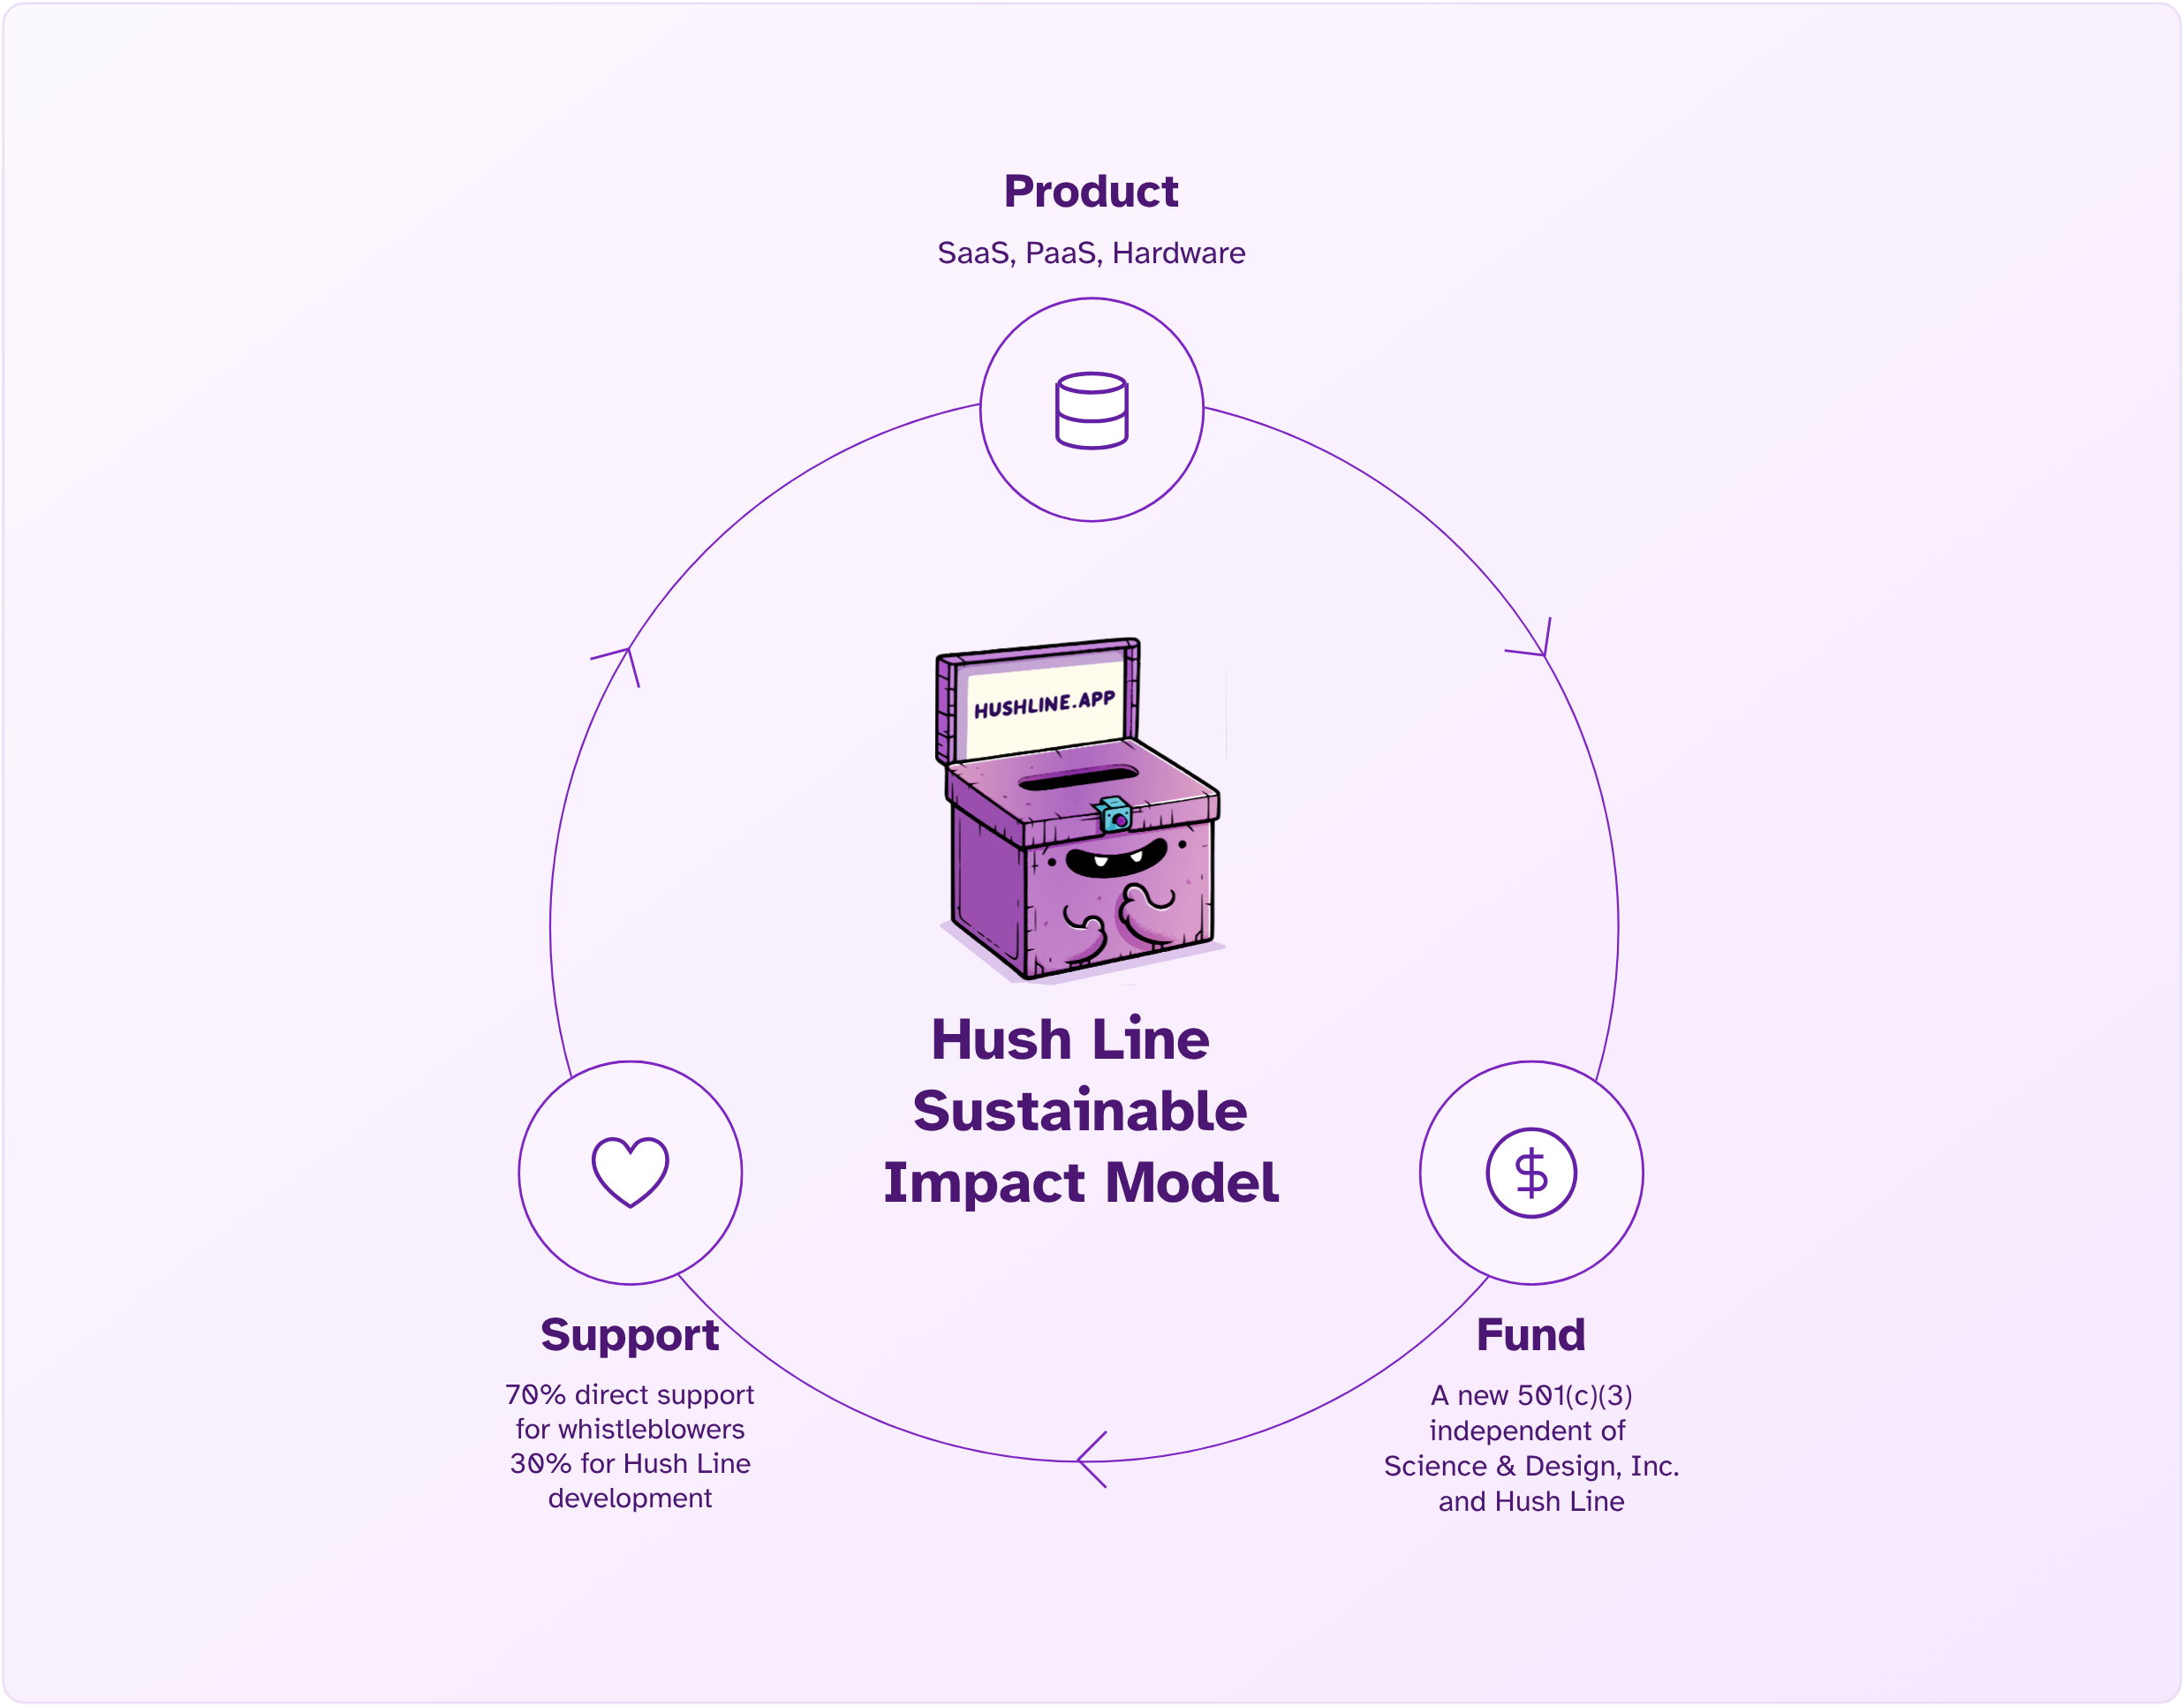 Product
SaaS, PaaS, Hardware
HUSHLINE.APP
Hush Line
Sustainable
Impact Model
$
Support
70% direct support
for whistleblowers
30% for Hush Line
development
Fund
A new 501(c)(3)
independent of
Science & Design, Inc.
and Hush Line